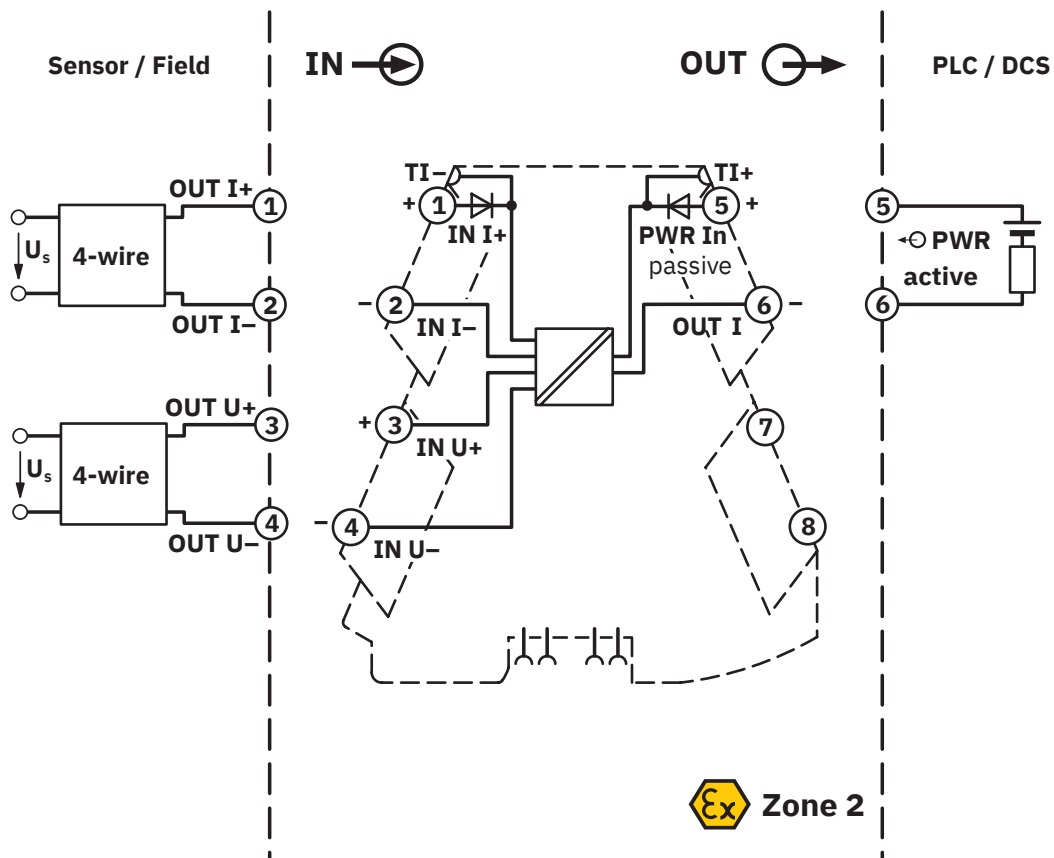 Sensor / Field
IN
OUT
PLC / DCS
TI–
TI+
OUT I+
1
+
1
5
+
5
IN I+
PWR In
passive
Us
4-wire
PWR
active
2
OUT I–
–
2
IN I–
6
–
OUT I
6
OUT U+
3
+
3
IN U+
7
Us
4-wire
4
OUT U–
–
4
IN U–
8
Ex
Zone 2